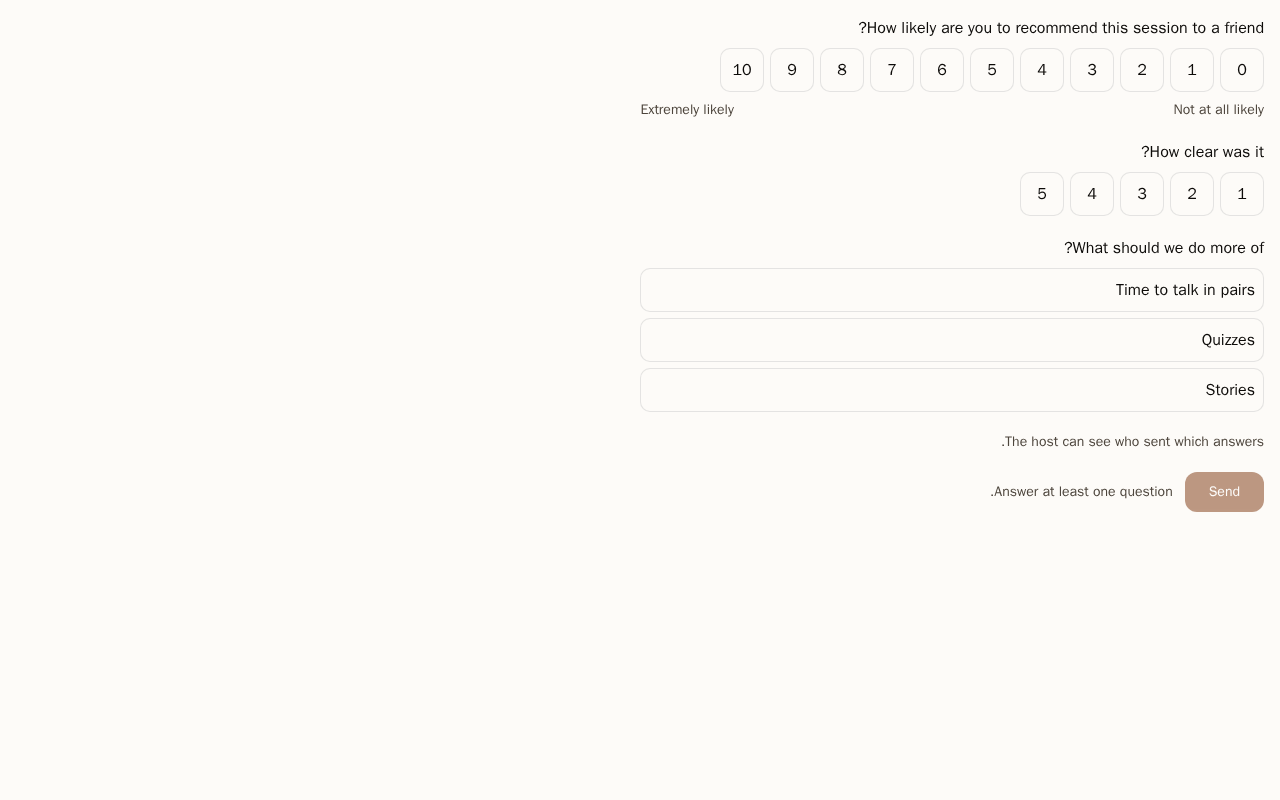 ?How likely are you to recommend this session to a friend
10 9 8 7 6 5 4 3 2 1 0
Extremely likely Not at all likely
?How clear was it
5 4 3 2 1
?What should we do more of
Time to talk in pairs
Quizzes
Stories
.The host can see who sent which answers
.Answer at least one question Send